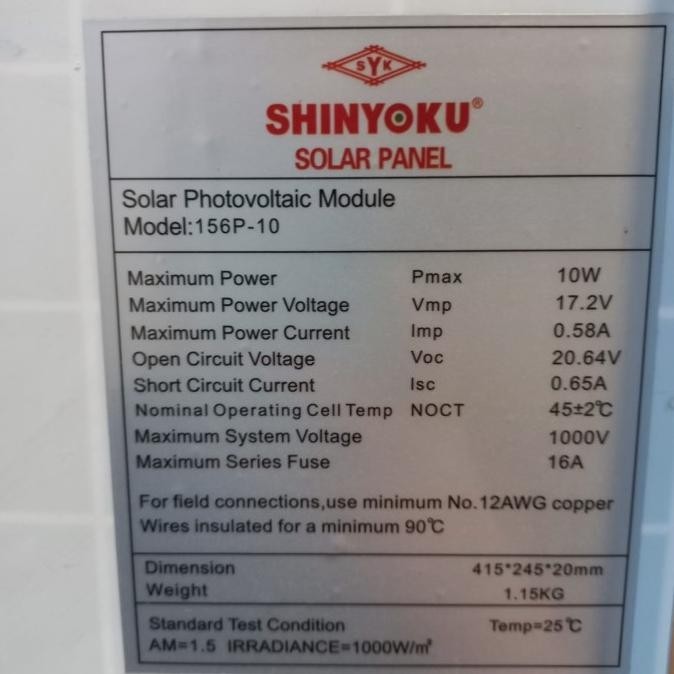 SYK
SHINYOKU®
SOLAR PANEL
Solar Photovoltaic Module
Model:156P-10
Maximum Power Pmax 10W
Maximum Power Voltage Vmp 17.2V
Maximum Power Current Imp 0.58A
Open Circuit Voltage Voc 20.64V
Short Circuit Current Isc 0.65A
Nominal Operating Cell Temp NOCT 45±2℃
Maximum System Voltage 1000V
Maximum Series Fuse 16A
For field connections,use minimum No.12AWG copper
Wires insulated for a minimum 90℃
Dimension 415*245*20mm
Weight 1.15KG
Standard Test Condition Temp=25℃
AM=1.5 IRRADIANCE=1000W/m²